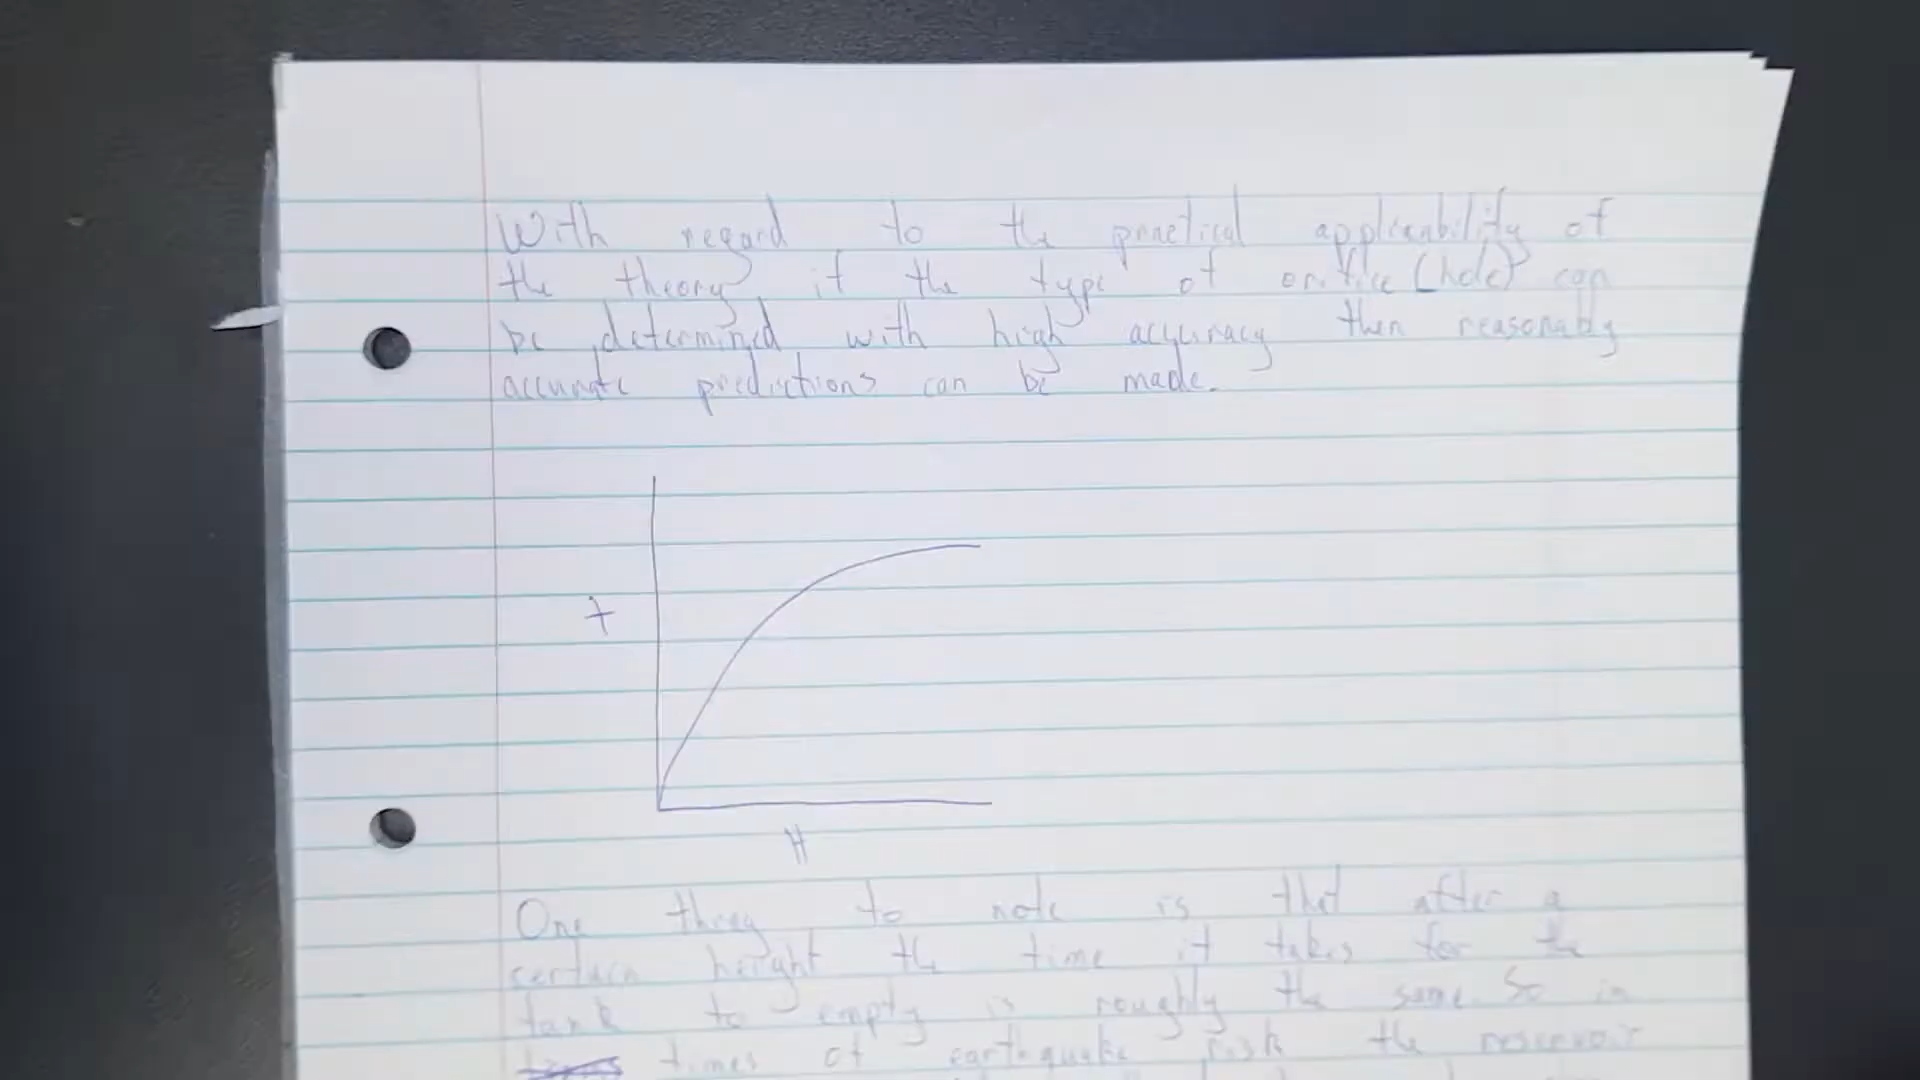 With regard to the practical applicability of
the theory, if the type of orifice (hole) can
be determined with high accuracy then reasonably
accurate predictions can be made.
t
H
One thing to note is that after a
certain height the time it takes for the
tank to empty is roughly the same. So in
times of earthquake risk the reservoir